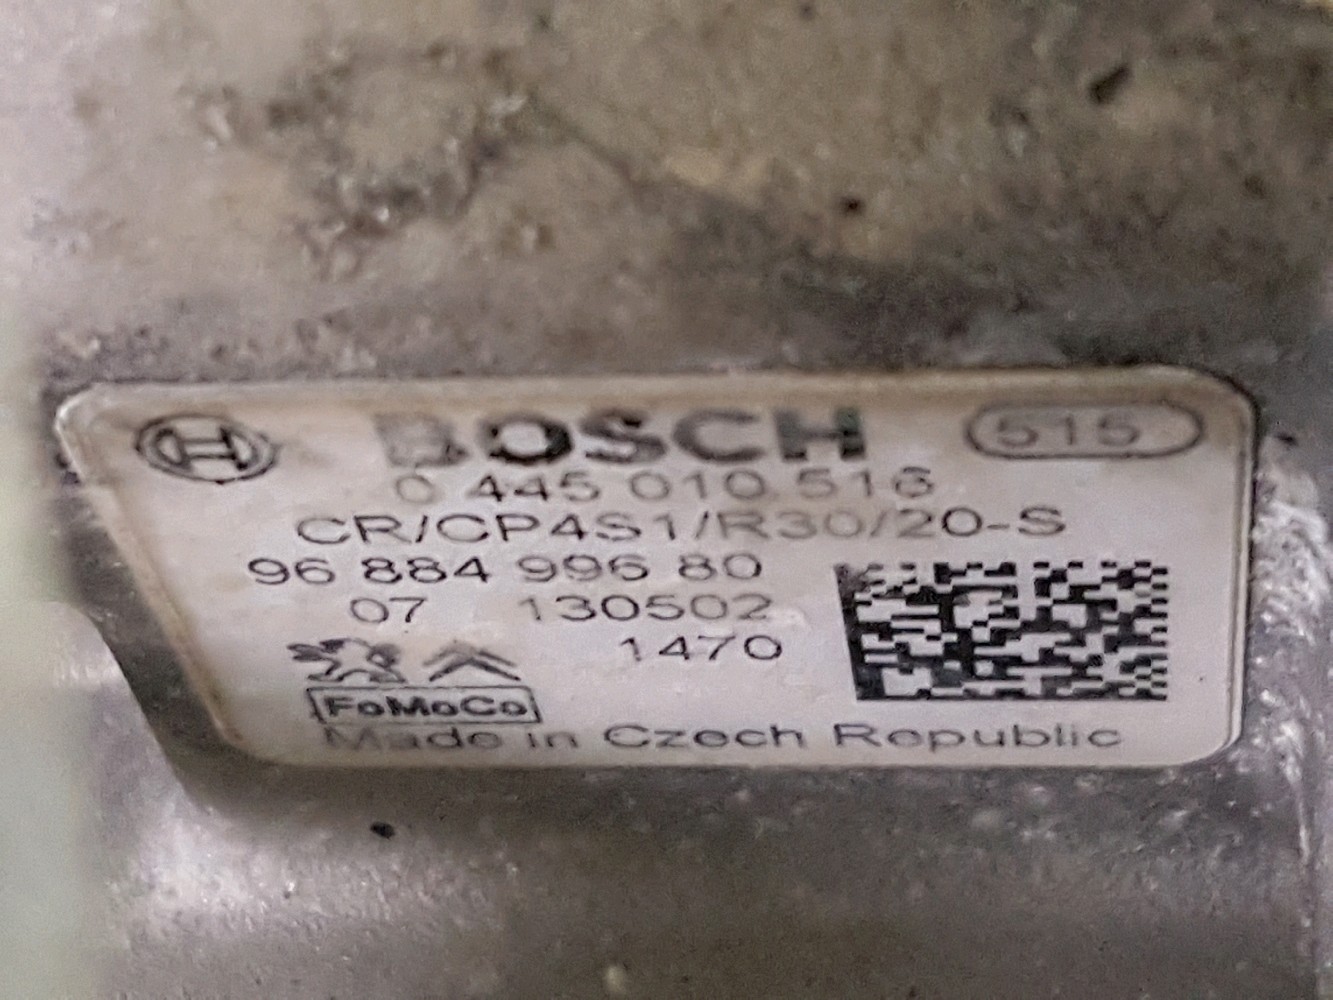 BOSCH 515
0 445 010 516
CR/CP4S1/R30/20-S
96 884 996 80
07 130502
1470
FoMoCo
Made in Czech Republic